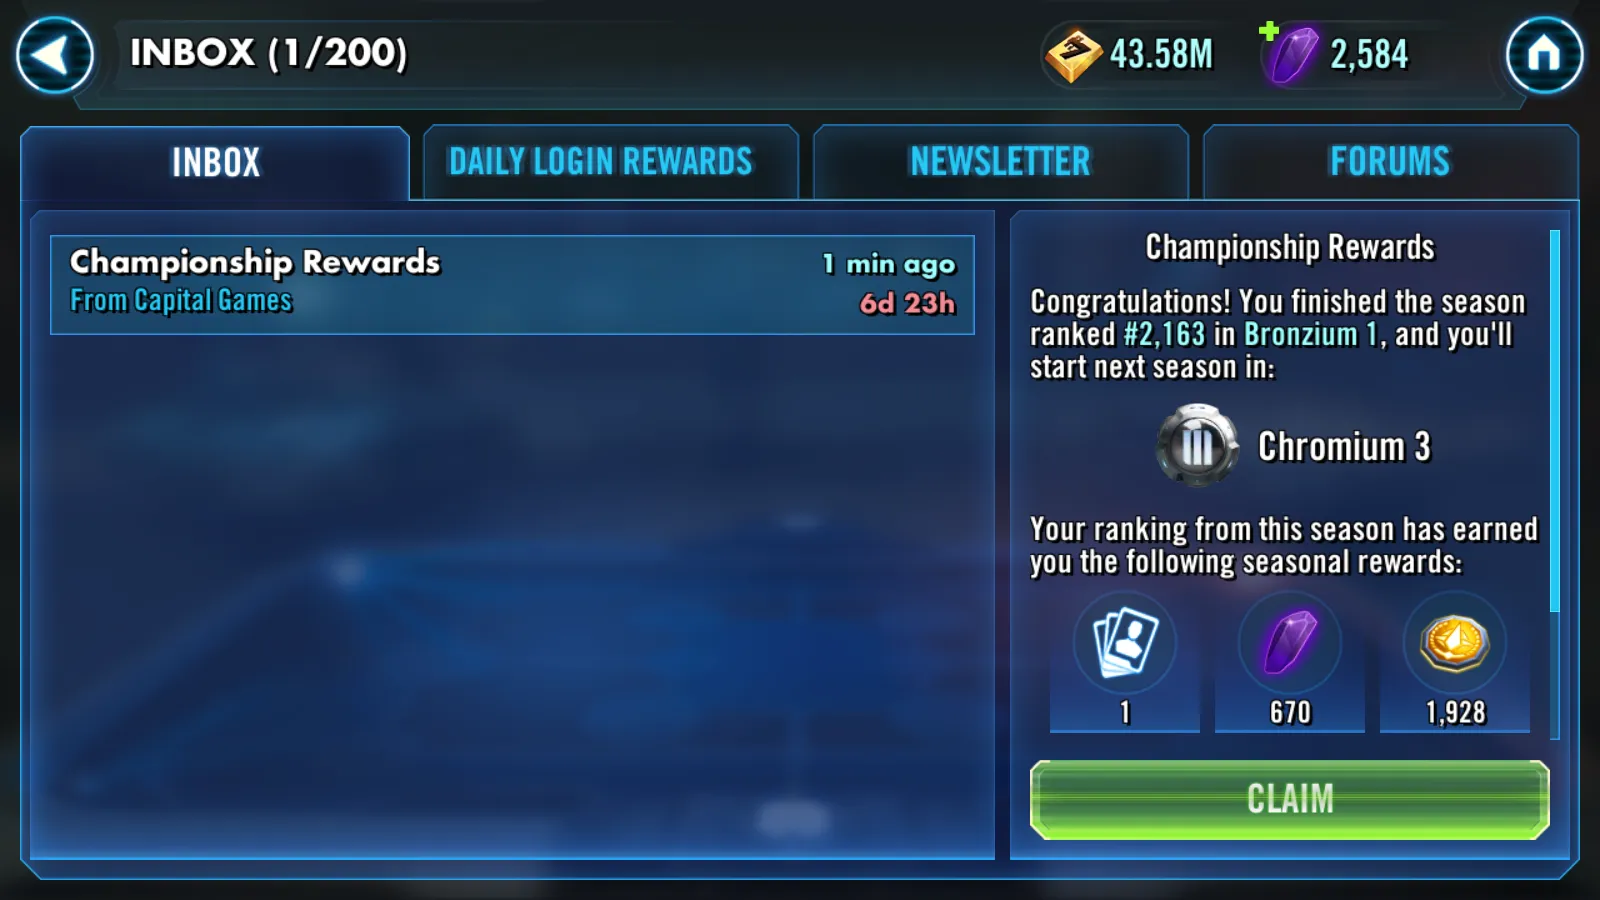 INBOX (1/200)
43.58M
2,584
INBOX
DAILY LOGIN REWARDS
NEWSLETTER
FORUMS
Championship Rewards
1 min ago
From Capital Games
6d 23h
Championship Rewards
Congratulations! You finished the season
ranked #2,163 in Bronzium 1, and you'll
start next season in:
Chromium 3
Your ranking from this season has earned
you the following seasonal rewards:
1
670
1,928
CLAIM